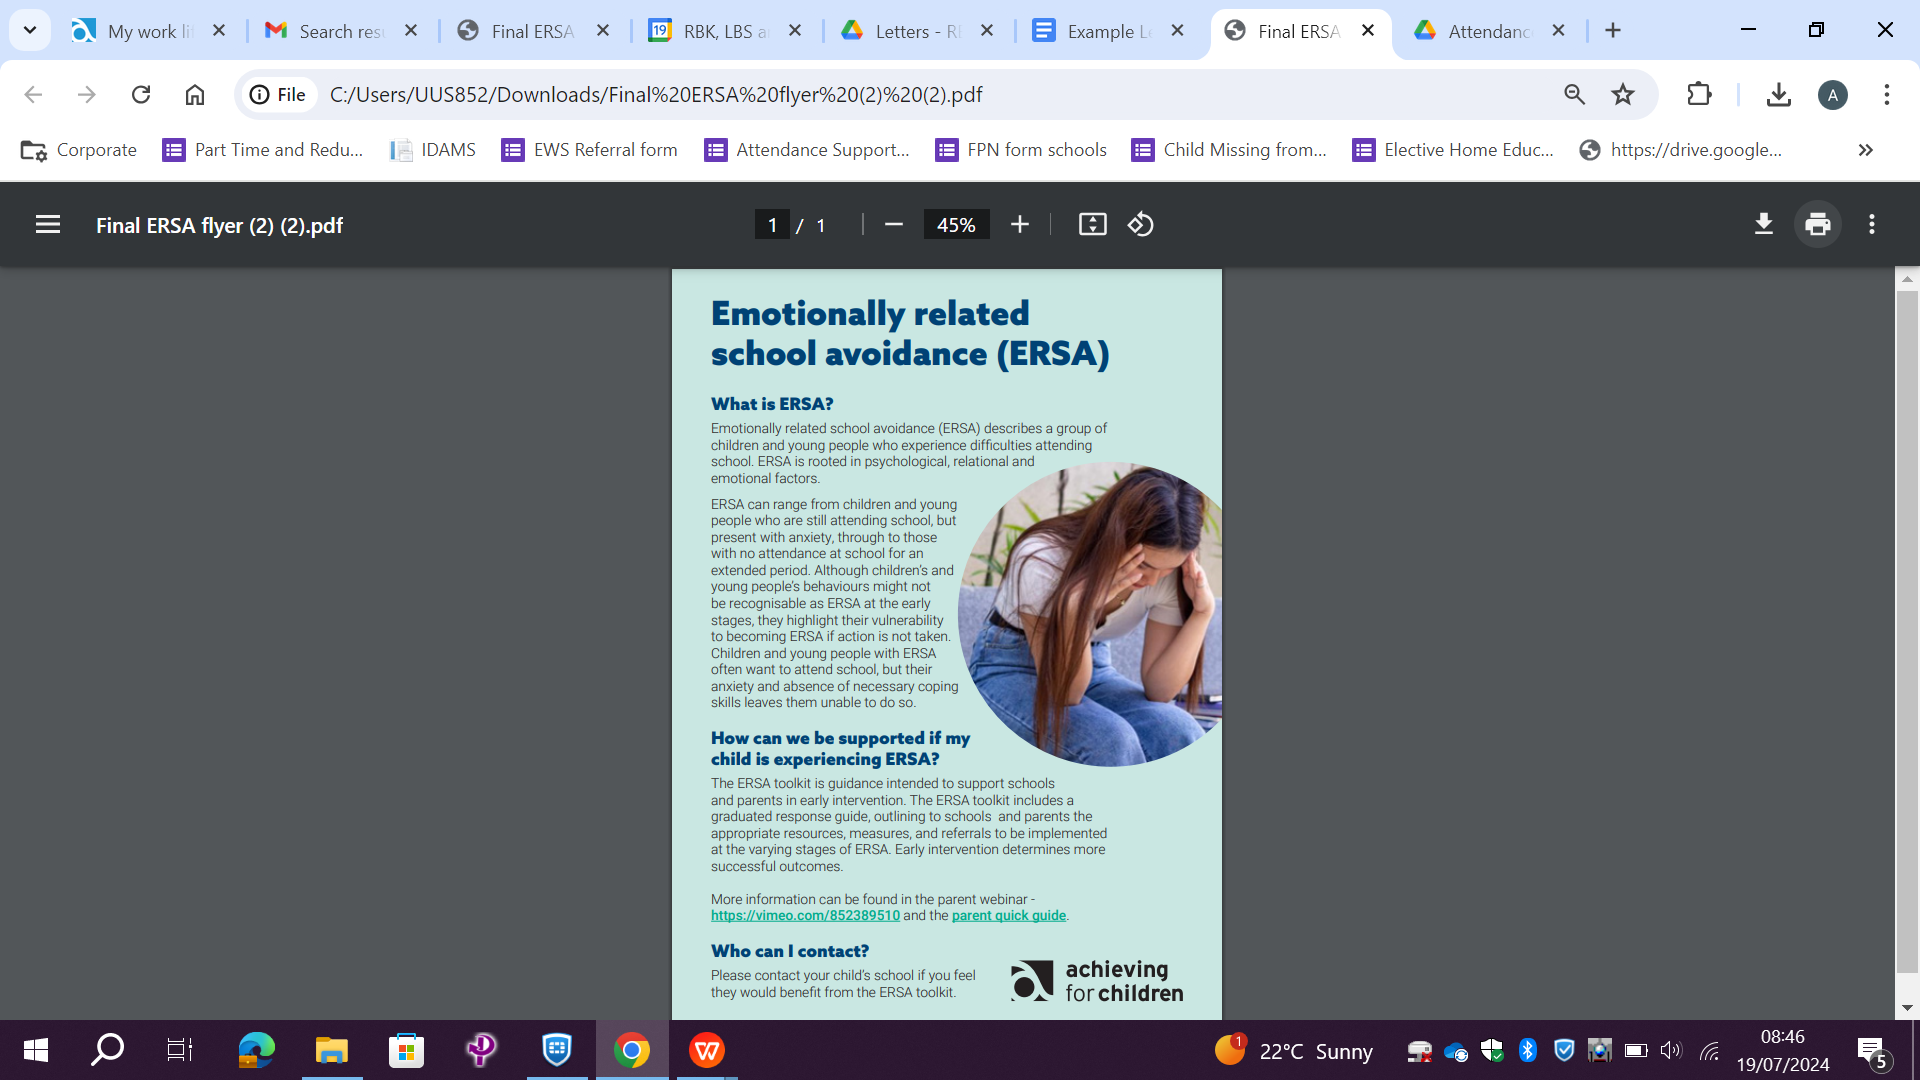 My work li
Search resu
Final ERSA
19
RBK, LBS a
Letters - R
Example L
Final ERSA
Attendanc
File
C:/Users/UUS852/Downloads/Final%20ERSA%20flyer%20(2)%20(2).pdf
A
Corporate
Part Time and Redu...
IDAMS
EWS Referral form
Attendance Support...
FPN form schools
Child Missing from...
Elective Home Educ...
https://drive.google...
Final ERSA flyer (2) (2).pdf
1 / 1
45%
Emotionally related
school avoidance (ERSA)
What is ERSA?
Emotionally related school avoidance (ERSA) describes a group of
children and young people who experience difficulties attending
school. ERSA is rooted in psychological, relational and
emotional factors.
ERSA can range from children and young
people who are still attending school, but
present with anxiety, through to those
with no attendance at school for an
extended period. Although children's and
young people's behaviours might not
be recognisable as ERSA at the early
stages, they highlight their vulnerability
to becoming ERSA if action is not taken.
Children and young people with ERSA
often want to attend school, but their
anxiety and absence of necessary coping
skills leaves them unable to do so.
How can we be supported if my
child is experiencing ERSA?
The ERSA toolkit is guidance intended to support schools
and parents in early intervention. The ERSA toolkit includes a
graduated response guide, outlining to schools and parents the
appropriate resources, measures, and referrals to be implemented
at the varying stages of ERSA. Early intervention determines more
successful outcomes.
More information can be found in the parent webinar -
https://vimeo.com/852389510 and the parent quick guide.
Who can I contact?
Please contact your child's school if you feel
they would benefit from the ERSA toolkit.
achieving
for children
1
22°C Sunny
08:46
19/07/2024
5